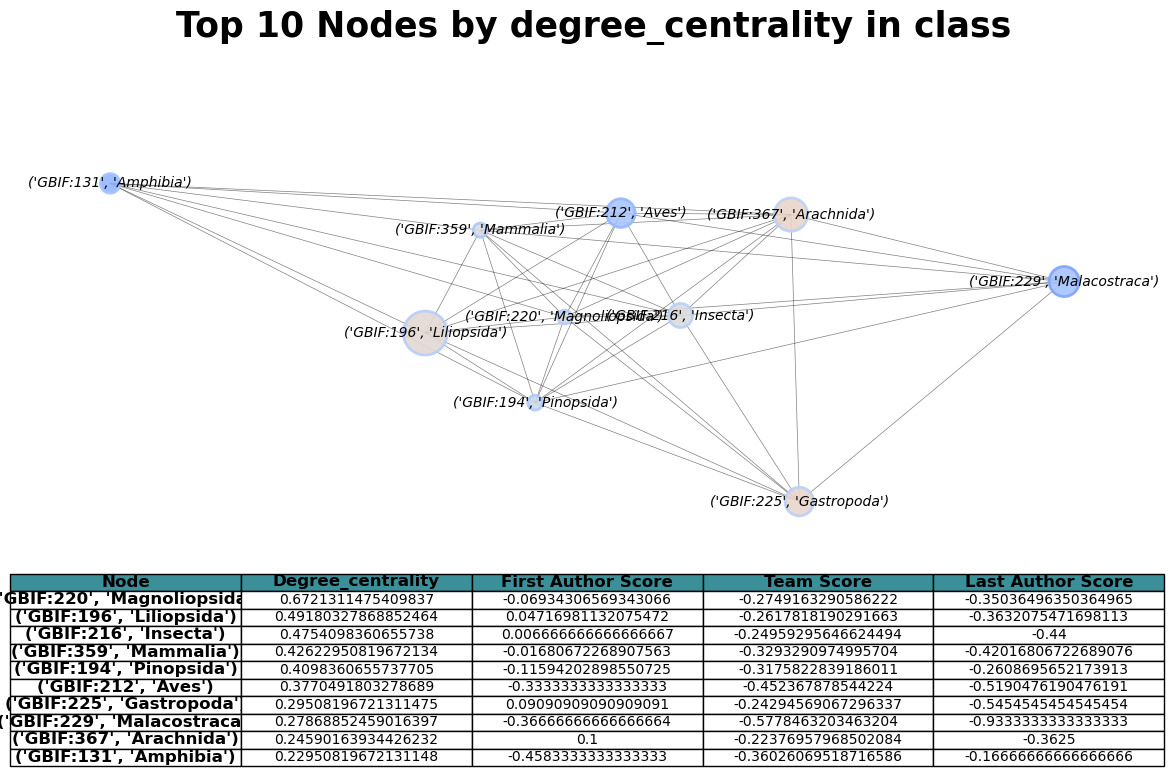 Top 10 Nodes by degree_centrality in class
('GBIF:131', 'Amphibia')
('GBIF:212', 'Aves')
('GBIF:367', 'Arachnida')
('GBIF:359', 'Mammalia')
('GBIF:229', 'Malacostraca')
('GBIF:220', 'Magnoliopsida')
('GBIF:216', 'Insecta')
('GBIF:196', 'Liliopsida')
('GBIF:194', 'Pinopsida')
('GBIF:225', 'Gastropoda')
Node Degree_centrality First Author Score Team Score Last Author Score
'GBIF:220', 'Magnoliopsida 0.6721311475409837 -0.06934306569343066 -0.2749163290586222 -0.35036496350364965
('GBIF:196', 'Liliopsida') 0.49180327868852464 0.04716981132075472 -0.2617818190291663 -0.3632075471698113
('GBIF:216', 'Insecta') 0.4754098360655738 0.006666666666666667 -0.24959295646624494 -0.44
('GBIF:359', 'Mammalia') 0.42622950819672134 -0.01680672268907563 -0.3293290974995704 -0.42016806722689076
('GBIF:194', 'Pinopsida') 0.4098360655737705 -0.11594202898550725 -0.3175822839186011 -0.2608695652173913
('GBIF:212', 'Aves') 0.3770491803278689 -0.3333333333333333 -0.452367878544224 -0.5190476190476191
('GBIF:225', 'Gastropoda') 0.29508196721311475 0.09090909090909091 -0.24294569067296337 -0.5454545454545454
('GBIF:229', 'Malacostraca 0.27868852459016397 -0.36666666666666664 -0.5778463203463204 -0.9333333333333333
('GBIF:367', 'Arachnida') 0.24590163934426232 0.1 -0.22376957968502084 -0.3625
('GBIF:131', 'Amphibia') 0.22950819672131148 -0.4583333333333333 -0.36026069518716586 -0.16666666666666666